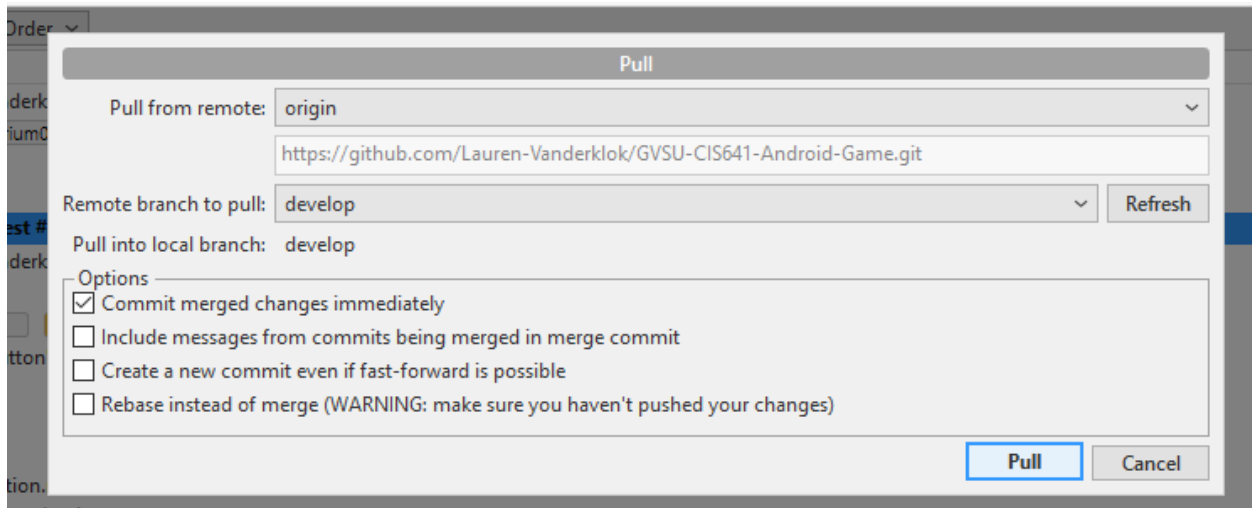 Order
Pull
Pull from remote: origin
https://github.com/Lauren-Vanderklok/GVSU-CIS641-Android-Game.git
Remote branch to pull: develop Refresh
Pull into local branch: develop
Options
Commit merged changes immediately
Include messages from commits being merged in merge commit
Create a new commit even if fast-forward is possible
Rebase instead of merge (WARNING: make sure you haven't pushed your changes)
Pull Cancel